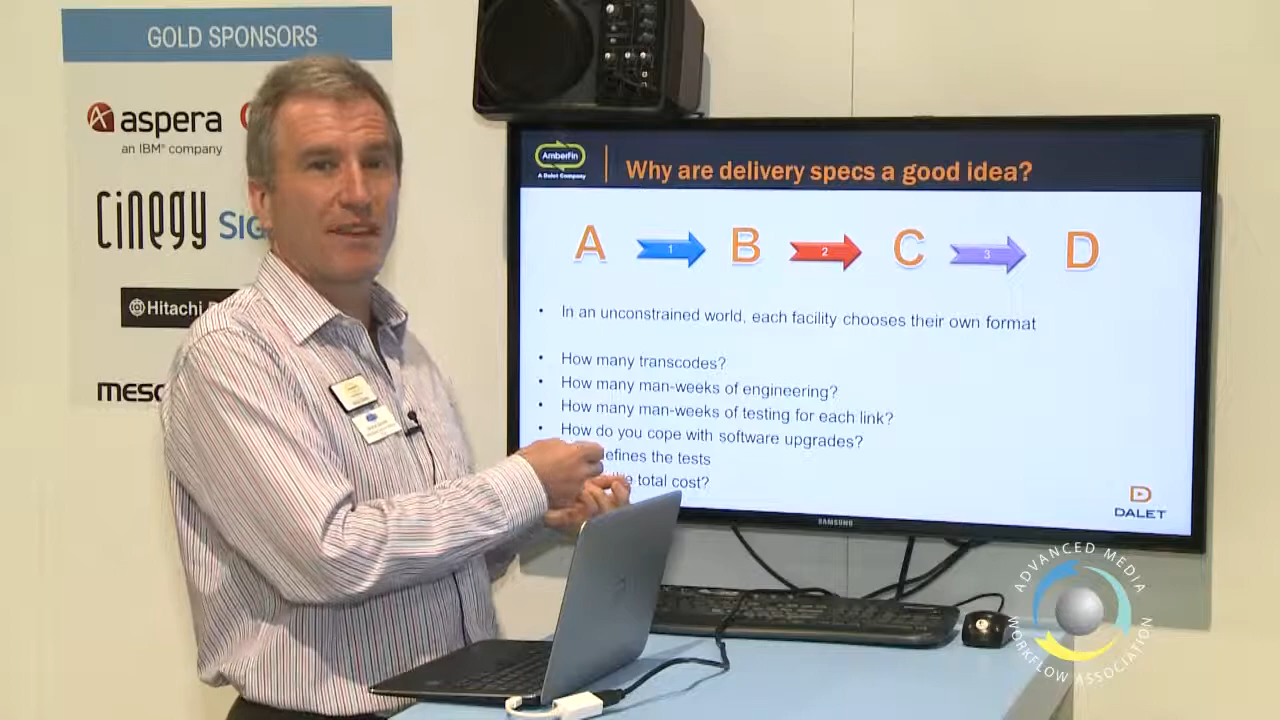 GOLD SPONSORS
aspera
an IBM® company
cinegy
Hitachi
AmberFin
A Dalet Company
Why are delivery specs a good idea?
A 1 B 2 C 3 D
• In an unconstrained world, each facility chooses their own format
• How many transcodes?
• How many man-weeks of engineering?
• How many man-weeks of testing for each link?
• How do you cope with software upgrades?
efines the tests
total cost?
DALET
SAMSUNG
ADVANCED MEDIA
WORKFLOW ASSOCIATION